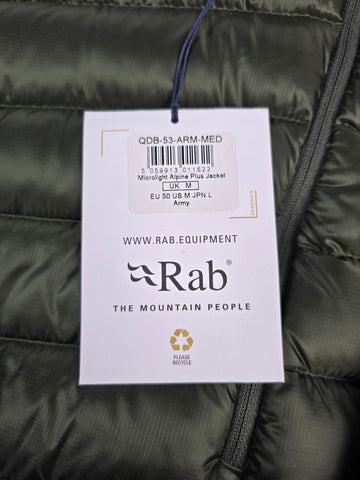 QDB-53-ARM-MED
5 059913 011622
Microlight Alpine Plus Jacket
UK M
EU 50 US M JPN L
Army
WWW.RAB.EQUIPMENT
Rab®
THE MOUNTAIN PEOPLE
PLEASE
RECYCLE